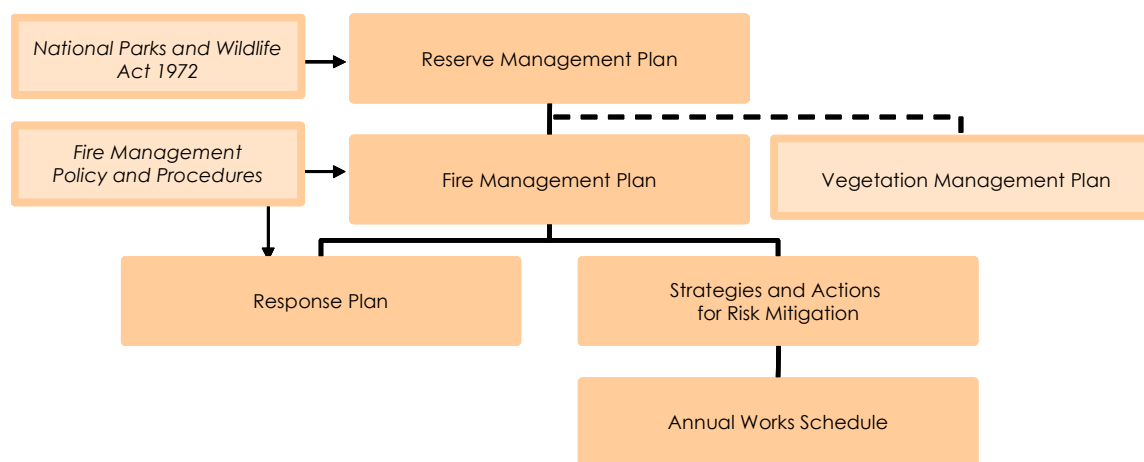 National Parks and Wildlife
Act 1972
Reserve Management Plan
Fire Management
Policy and Procedures
Fire Management Plan
Vegetation Management Plan
Response Plan
Strategies and Actions
for Risk Mitigation
Annual Works Schedule